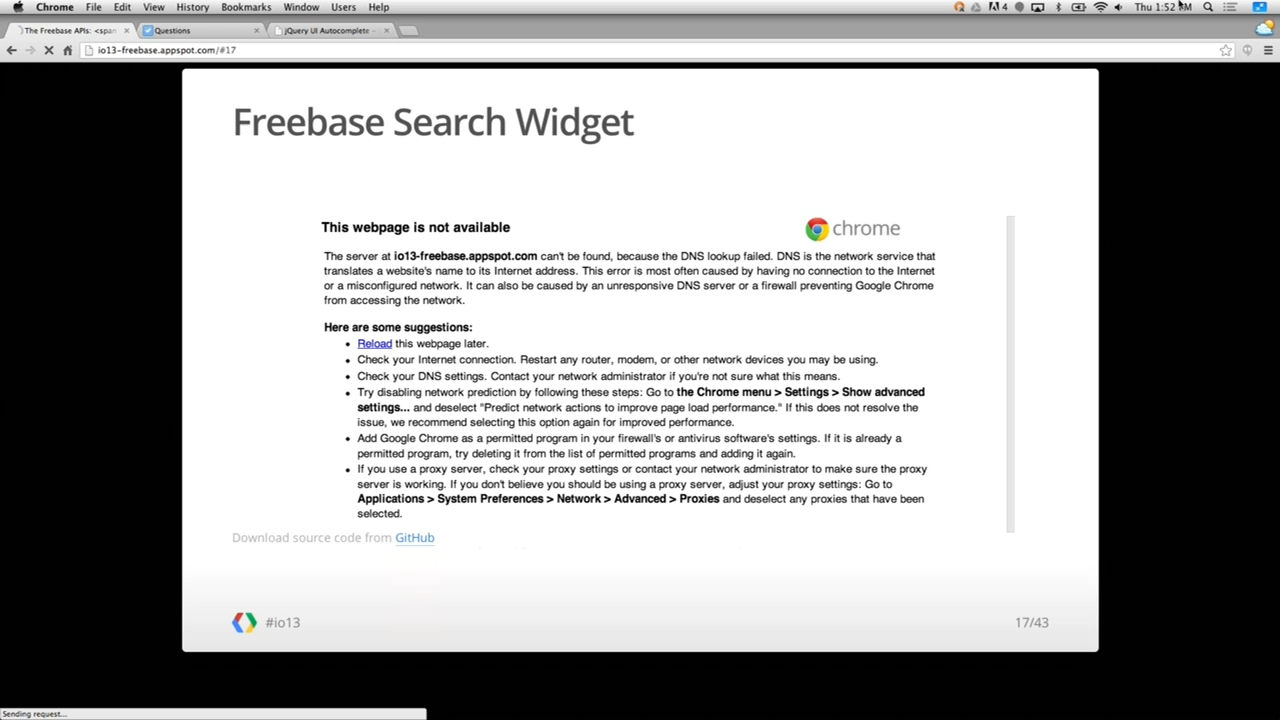 Chrome File Edit View History Bookmarks Window Users Help
4
Thu 1:52
The Freebase APIs: <span
Questions
jQuery UI Autocomplete -
io13-freebase.appspot.com/#17
Freebase Search Widget
This webpage is not available
chrome
The server at io13-freebase.appspot.com can't be found, because the DNS lookup failed. DNS is the network service that
translates a website's name to its Internet address. This error is most often caused by having no connection to the Internet
or a misconfigured network. It can also be caused by an unresponsive DNS server or a firewall preventing Google Chrome
from accessing the network.
Here are some suggestions:
• Reload this webpage later.
• Check your Internet connection. Restart any router, modem, or other network devices you may be using.
• Check your DNS settings. Contact your network administrator if you're not sure what this means.
• Try disabling network prediction by following these steps: Go to the Chrome menu > Settings > Show advanced
settings... and deselect "Predict network actions to improve page load performance." If this does not resolve the
issue, we recommend selecting this option again for improved performance.
• Add Google Chrome as a permitted program in your firewall's or antivirus software's settings. If it is already a
permitted program, try deleting it from the list of permitted programs and adding it again.
• If you use a proxy server, check your proxy settings or contact your network administrator to make sure the proxy
server is working. If you don't believe you should be using a proxy server, adjust your proxy settings: Go to
Applications > System Preferences > Network > Advanced > Proxies and deselect any proxies that have been
selected.
Download source code from GitHub
#io13
17/43
Sending request...